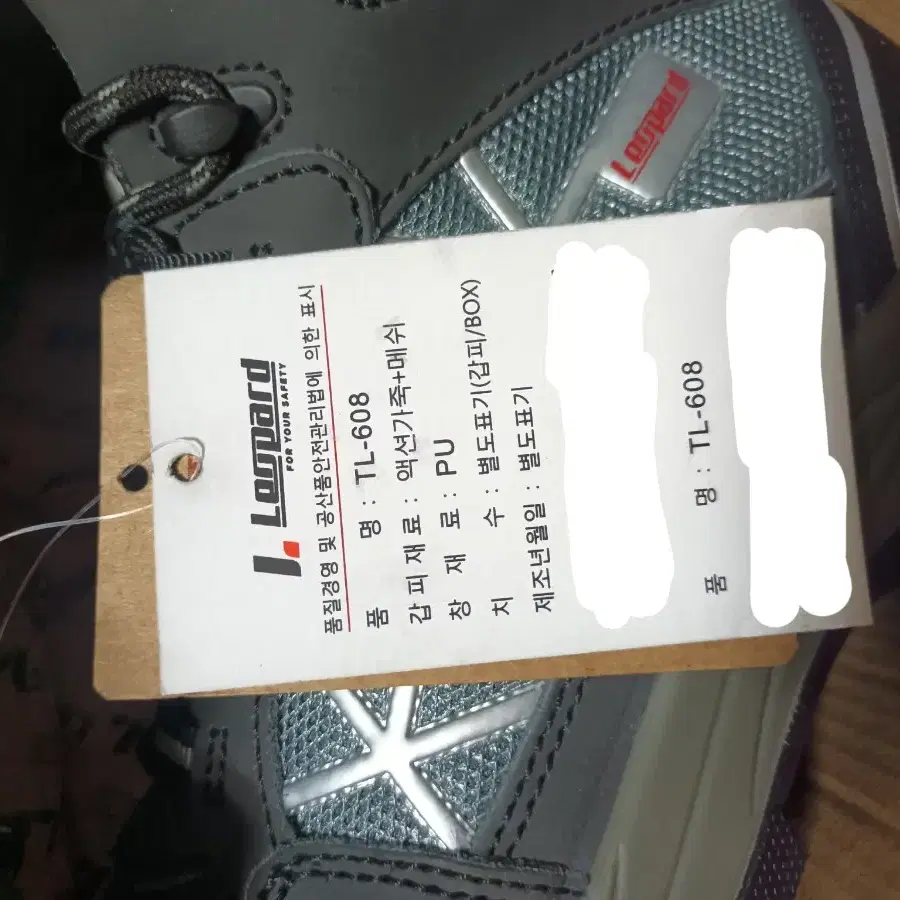 Leopard
Leopard
FOR YOUR SAFETY
품질경영 및 공산품안전관리법에 의한 표시
품 명 : TL-608
갑 피 재 료 : 액션가죽+메쉬
창 재 료 : PU
치 수 : 별도표기(갑피/BOX)
제조년월일 : 별도표기
품 명 : TL-608